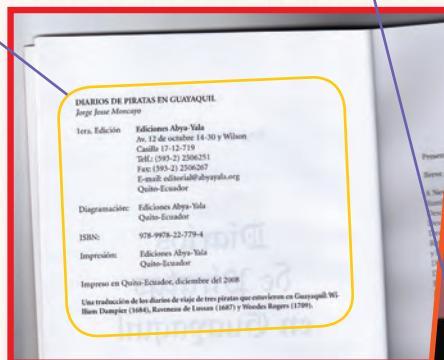 DIARIOS DE PIRATAS EN GUAYAQUIL
Jorge Jesse Moncayo
1era. Edición Ediciones Abya-Yala
Av. 12 de octubre 14-30 y Wilson
Casilla 17-12-719
Telf.: (593-2) 2506251
Fax: (593-2) 2506267
E-mail: editorial@abyayala.org
Quito-Ecuador
Diagramación: Ediciones Abya-Yala
Quito-Ecuador
ISBN: 978-9978-22-779-4
Impresión: Ediciones Abya-Yala
Quito-Ecuador
Impreso en Quito-Ecuador, diciembre del 2008
Una traducción de los diarios de viaje de tres piratas que estuvieron en Guayaquil: Wi-
lliam Dampier (1684), Raveneau de Lussan (1687) y Woodes Rogers (1709).